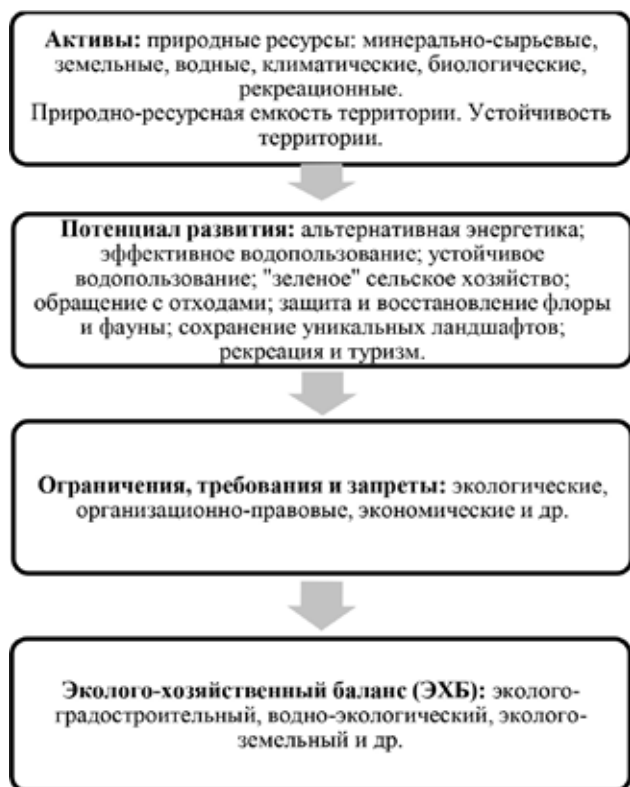 Активы: природные ресурсы: минерально-сырьевые,
земельные, водные, климатические, биологические,
рекреационные.
Природно-ресурсная емкость территории. Устойчивость
территории.
Потенциал развития: альтернативная энергетика;
эффективное водопользование; устойчивое
водопользование; "зеленое" сельское хозяйство;
обращение с отходами; защита и восстановление флоры
и фауны; сохранение уникальных ландшафтов;
рекреация и туризм.
Ограничения, требования и запреты: экологические,
организационно-правовые, экономические и др.
Эколого-хозяйственный баланс (ЭХБ): эколого-
градостроительный, водно-экологический, эколого-
земельный и др.